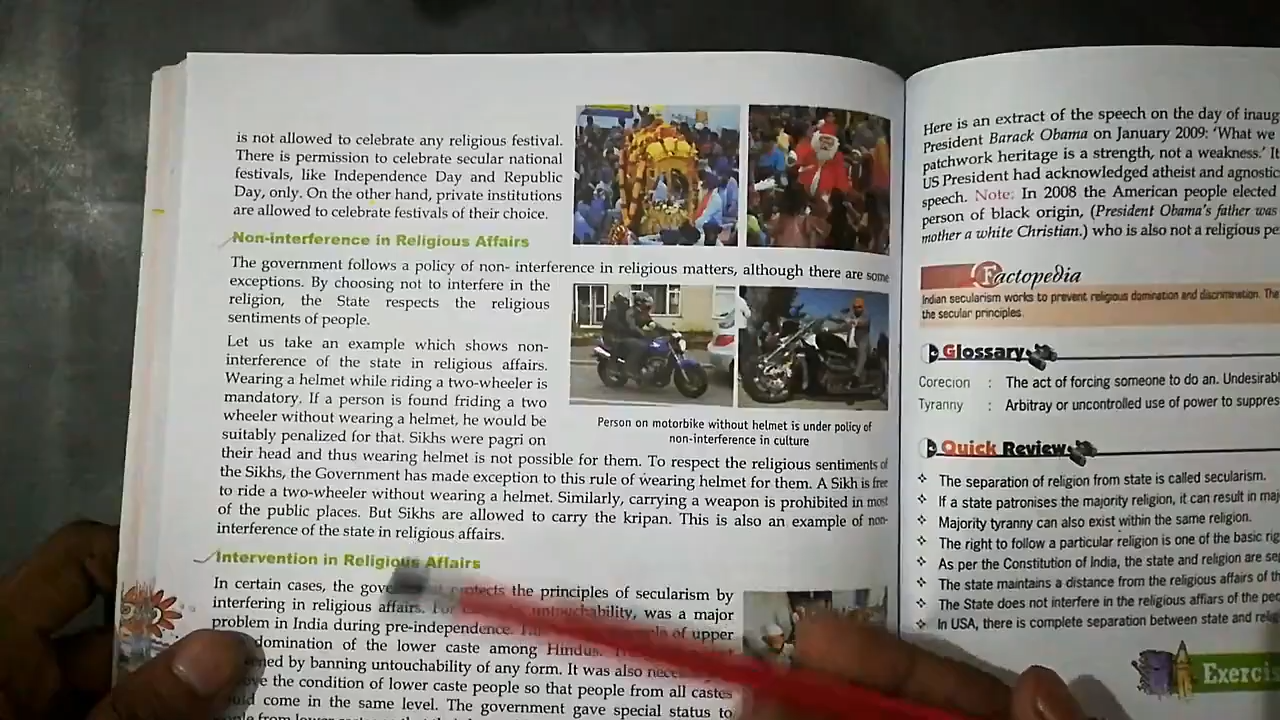 is not allowed to celebrate any religious festival.
There is permission to celebrate secular national
festivals, like Independence Day and Republic
Day, only. On the other hand, private institutions
are allowed to celebrate festivals of their choice.
Non-interference in Religious Affairs
The government follows a policy of non- interference in religious matters, although there are some
exceptions. By choosing not to interfere in the
religion, the State respects the religious
sentiments of people.
Let us take an example which shows non-
interference of the state in religious affairs.
Wearing a helmet while riding a two-wheeler is
mandatory. If a person is found friding a two
wheeler without wearing a helmet, he would be
suitably penalized for that. Sikhs were pagri on
their head and thus wearing helmet is not possible for them. To respect the religious sentiments of
the Sikhs, the Government has made exception to this rule of wearing helmet for them. A Sikh is free
to ride a two-wheeler without wearing a helmet. Similarly, carrying a weapon is prohibited in most
of the public places. But Sikhs are allowed to carry the kripan. This is also an example of non-
interference of the state in religious affairs.
Person on motorbike without helmet is under policy of
non-interference in culture
Intervention in Religious Affairs
In certain cases, the protects the principles of secularism by
interfering in religious affairs. untouchability, was a major
problem in India during pre-independence. of upper
domination of the lower caste among Hindus.
by banning untouchability of any form. It was also
the condition of lower caste people so that people from all castes
come in the same level. The government gave special status to
Here is an extract of the speech on the day of
President Barack Obama on January 2009: 'What we
patchwork heritage is a strength, not a weakness.' It
US President had acknowledged atheist and
speech. Note: In 2008 the American people elected
person of black origin, (President Obama's father was
mother a white Christian.) who is also not a religious
Factopedia
Indian secularism works to prevent religious domination and discrimination. The
the secular principles.
Glossary
Corecion : The act of forcing someone to do an.
Tyranny : Arbitray or uncontrolled use of power to
Quick Review
❖ The separation of religion from state is called secularism.
❖ If a state patronises the majority religion, it can result in
❖ Majority tyranny can also exist within the same religion.
❖ The right to follow a particular religion is one of the basic
❖ As per the Constitution of India, the state and religion are
❖ The state maintains a distance from the religious affairs of
❖ The State does not interfere in the religious affiars of the
❖ In USA, there is complete separation between state and